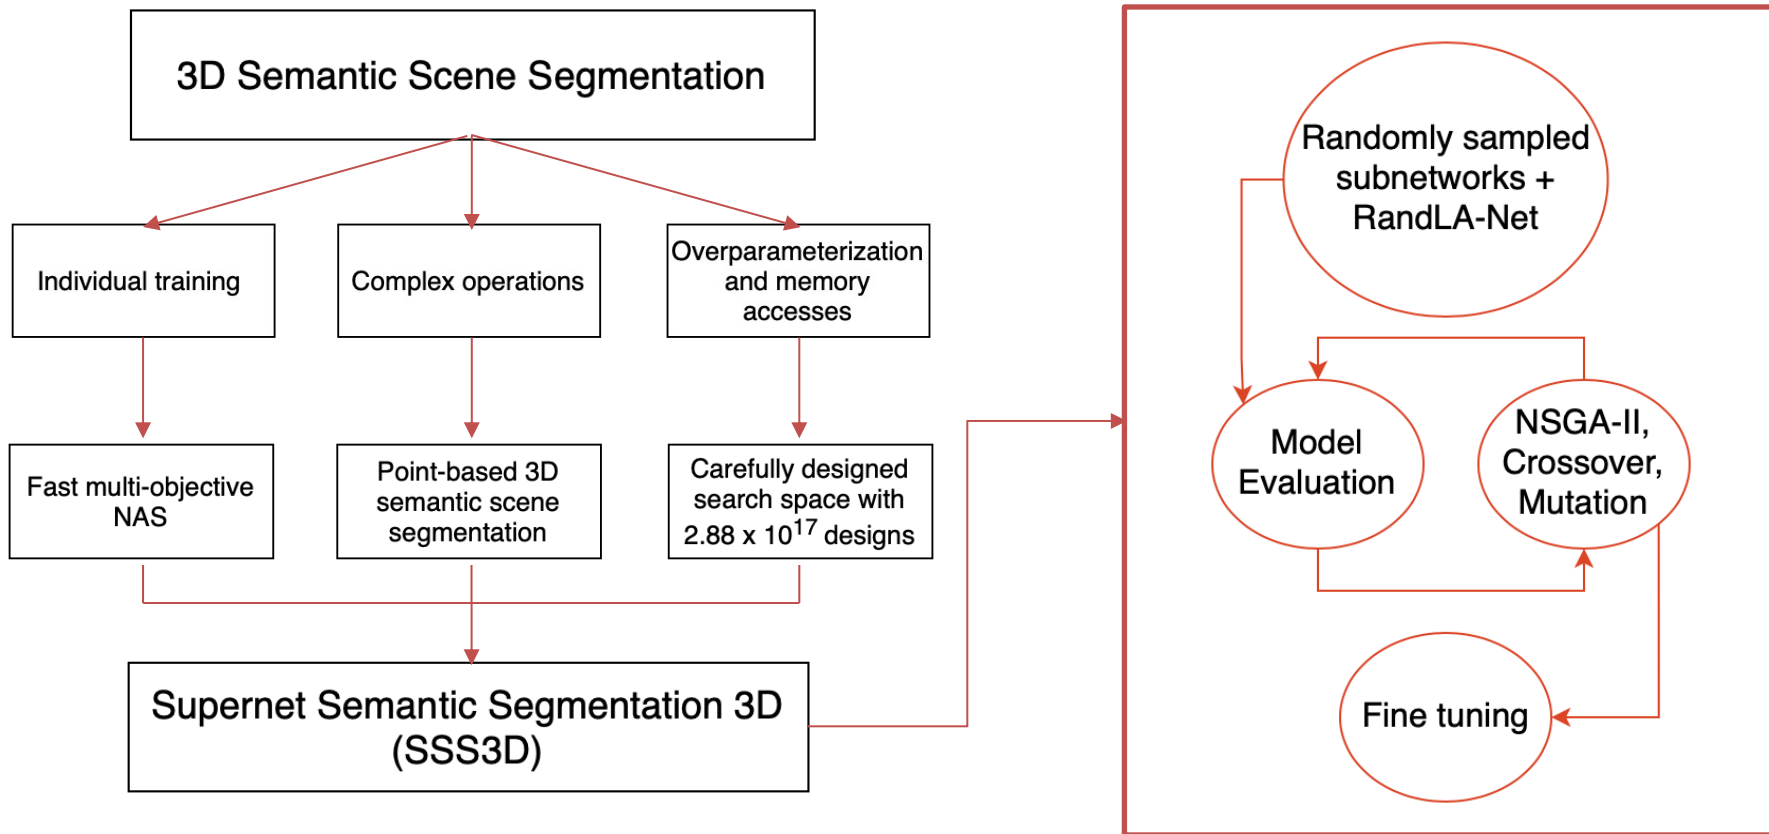 3D Semantic Scene Segmentation
Individual training
Complex operations
Overparameterization
and memory
accesses
Fast multi-objective
NAS
Point-based 3D
semantic scene
segmentation
Carefully designed
search space with
2.88 x 10¹⁷ designs
Supernet Semantic Segmentation 3D
(SSS3D)
Randomly sampled
subnetworks +
RandLA-Net
Model
Evaluation
NSGA-II,
Crossover,
Mutation
Fine tuning